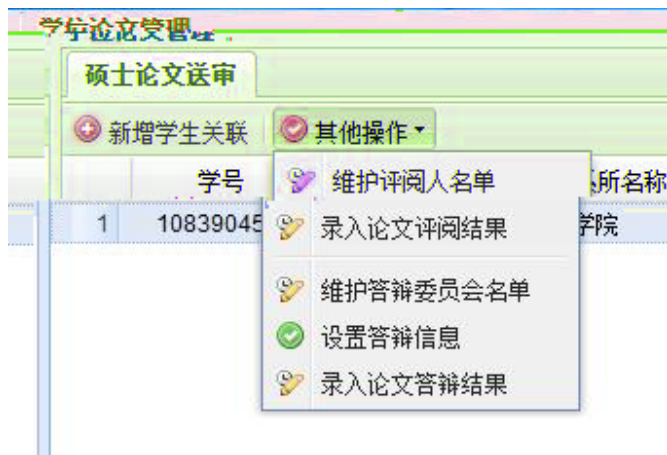 硕士论文送审
新增学生关联 其他操作
学号 所名称
维护评阅人名单
1 10839045 学院
录入论文评阅结果
维护答辩委员会名单
设置答辩信息
录入论文答辩结果